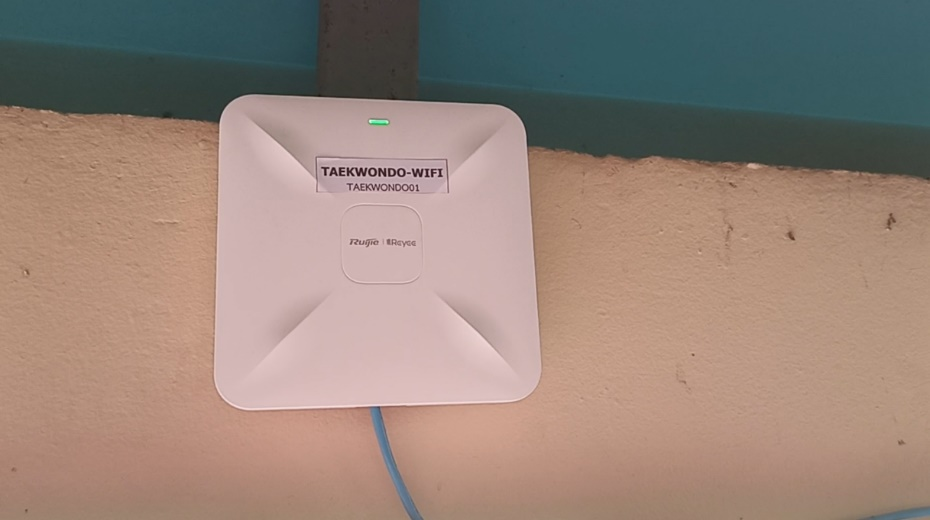 TAEKWONDO-WIFI
TAEKWONDO01
Ruijie | Reyee